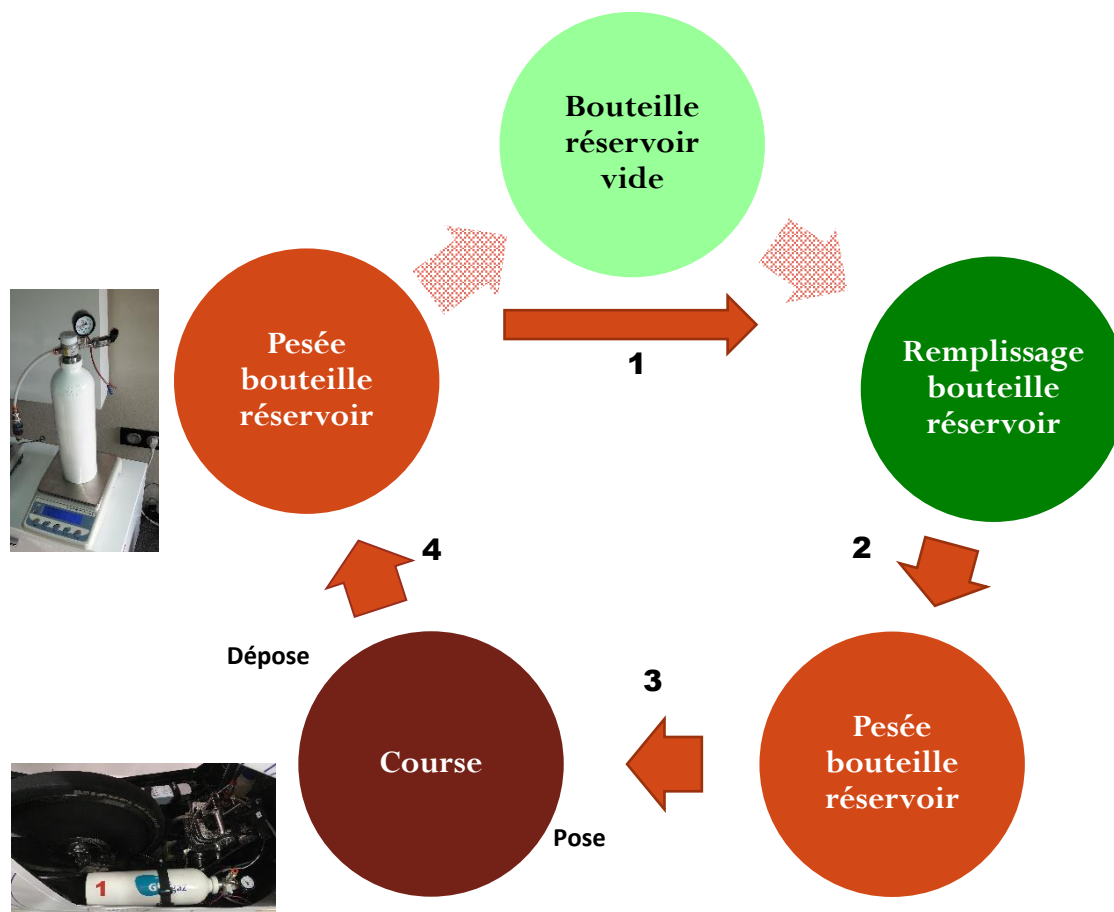 Bouteille
réservoir
vide
Pesée
bouteille
réservoir
1
Remplissage
bouteille
réservoir
2
4
Dépose
3
Course
Pesée
bouteille
réservoir
Pose
1